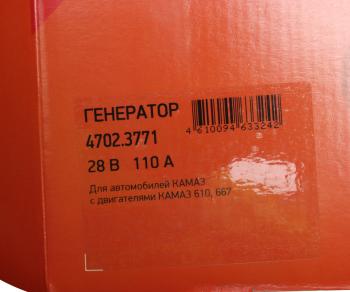 ГЕНЕРАТОР
4 610094 633242
4702.3771
28 В 110 А
Для автомобилей КАМАЗ
с двигателями КАМАЗ 610, 667